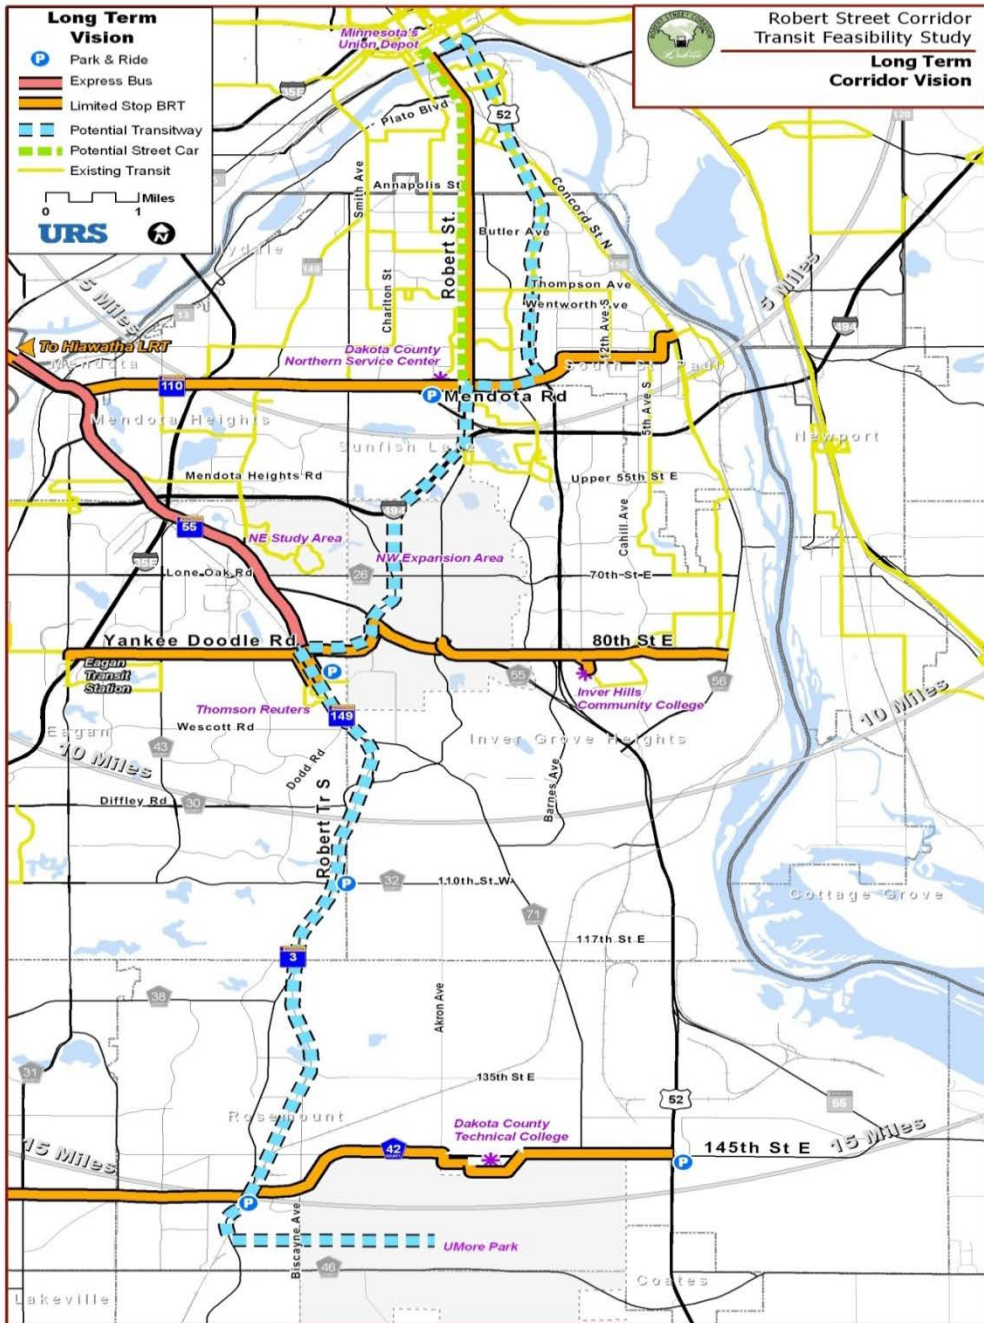 Long Term
Vision
P Park & Ride
Express Bus
Limited Stop BRT
Potential Transitway
Potential Street Car
Existing Transit
Miles
0 1
URS
N
Robert Street Corridor
Transit Feasibility Study
Long Term
Corridor Vision
ROBERT STREET CORRIDOR
Minnesota's
Union Depot
35E
Plato Blvd
52
120
Smith Ave
Annapolis St
Concord St N
Robert St.
Butler Ave
149
156
Charlton St
Thompson Ave
Wentworth Ave
12th Ave S
5 Miles
5 Miles
13
494
To Hiawatha LRT
Mendota
Dakota County
Northern Service Center
South St. Paul
110
P
Mendota Rd
Mendota Heights
Sunfish Lake
5th Ave S
Newport
Mendota Heights Rd
Upper 55th St E
494
55
NE Study Area
NW Expansion Area
Cahill Ave
35E
Lone Oak Rd
26
70th St E
Yankee Doodle Rd
80th St E
Eagan
Transit
Station
P
55
56
Inver Hills
Community College
Thomson Reuters
149
Wescott Rd
10 Miles
Eagan
43
Inver Grove Heights
10 Miles
Dodd Rd
Barnes Ave
Diffley Rd
30
Robert Tr S
P
32
110th St W
Cottage Grove
71
117th St E
3
38
Akron Ave
31
135th St E
52
55
Rosemount
Dakota County
Technical College
15 Miles
42
145th St E
15 Miles
P
P
Biscayne Ave
UMore Park
46
Coates
Lakeville